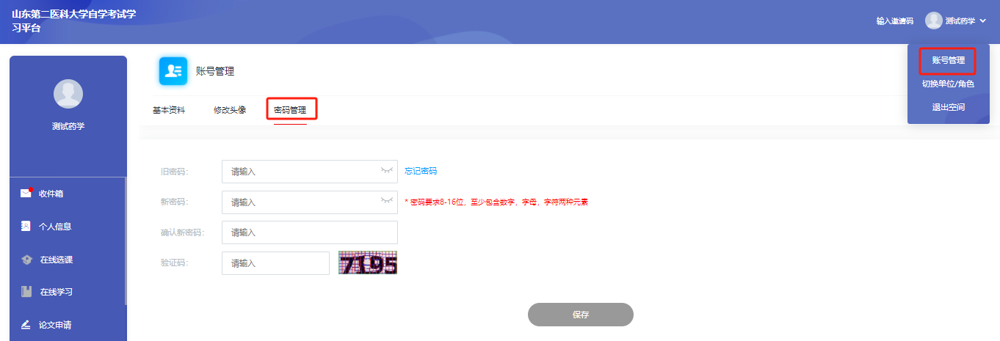 山东第二医科大学自学考试学
习平台
输入邀请码
测试药学
账号管理
切换单位/角色
退出空间
测试药学
收件箱
个人信息
在线选课
在线学习
论文申请
账号管理
基本资料 修改头像 密码管理
旧密码: 请输入 忘记密码
新密码: 请输入 * 密码要求8-16位，至少包含数字，字母，字符两种元素
确认新密码: 请输入
验证码: 请输入 7195
保存